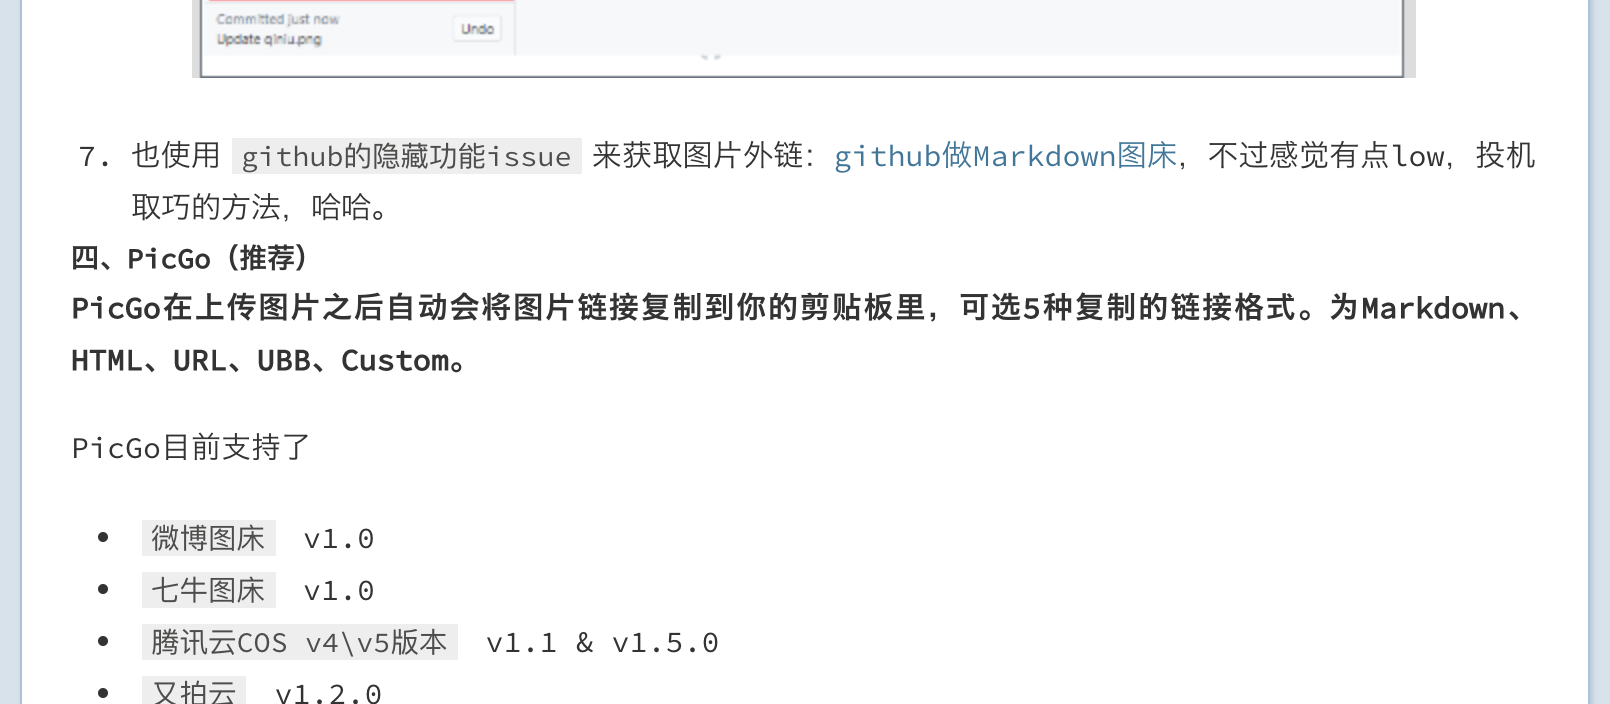 Committed just now
Update qiniu.png
Undo
7. 也使用 github的隐藏功能issue 来获取图片外链：github做Markdown图床，不过感觉有点low，投机
取巧的方法，哈哈。
四、PicGo（推荐）
PicGo在上传图片之后自动会将图片链接复制到你的剪贴板里，可选5种复制的链接格式。为Markdown、
HTML、URL、UBB、Custom。
PicGo目前支持了
• 微博图床 v1.0
• 七牛图床 v1.0
• 腾讯云COS v4\v5版本 v1.1 & v1.5.0
• 又拍云 v1.2.0